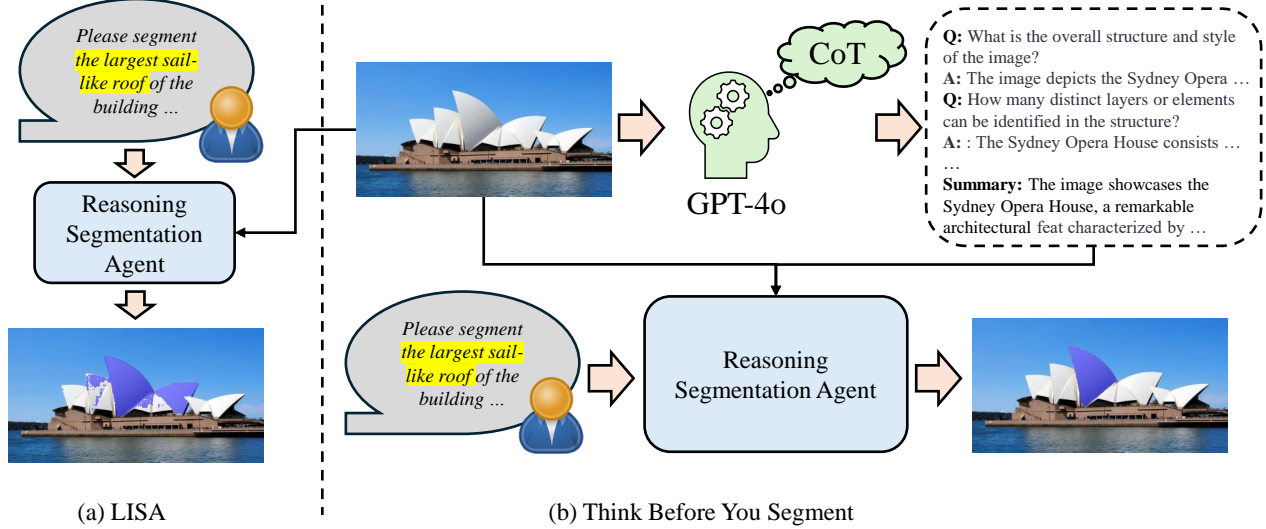 Please segment
the largest sail-
like roof of the
building …
Reasoning
Segmentation
Agent
(a) LISA
CoT
GPT-4o
Q: What is the overall structure and style
of the image?
A: The image depicts the Sydney Opera …
Q: How many distinct layers or elements
can be identified in the structure?
A: : The Sydney Opera House consists …
…
Summary: The image showcases the
Sydney Opera House, a remarkable
architectural feat characterized by …
Please segment
the largest sail-
like roof of the
building …
Reasoning
Segmentation Agent
(b) Think Before You Segment